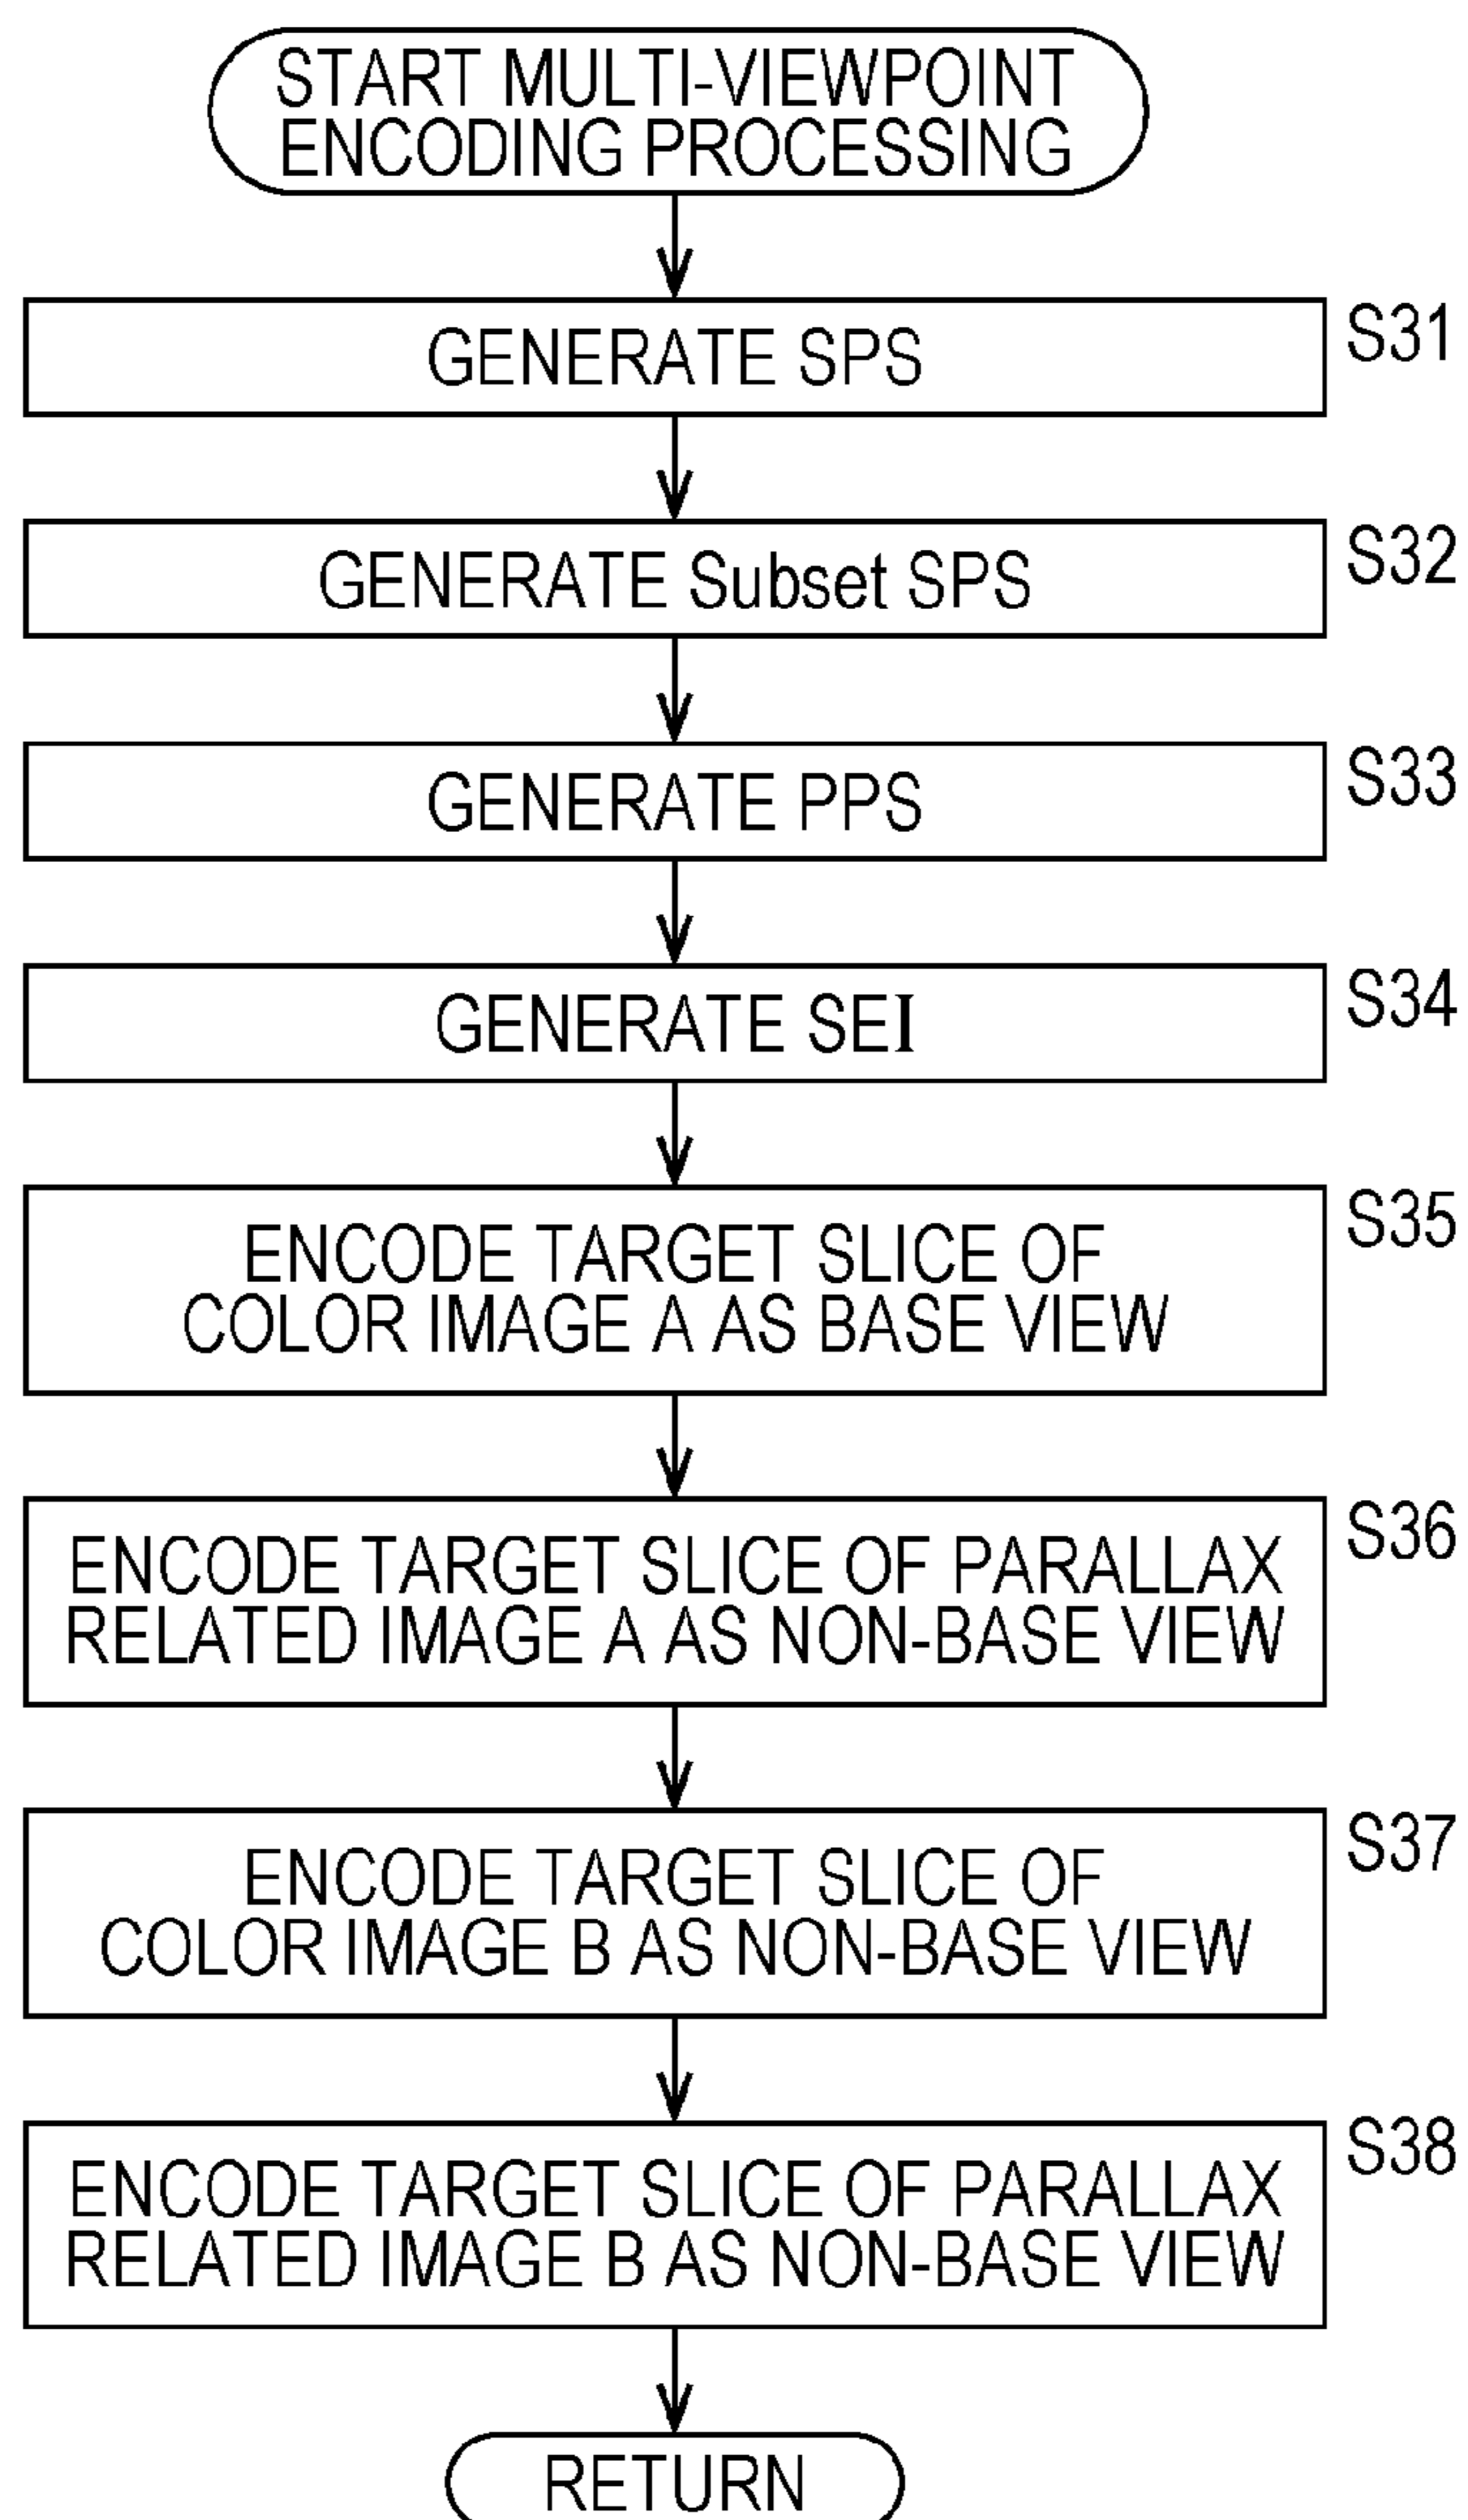 START MULTI-VIEWPOINT
ENCODING PROCESSING
GENERATE SPS
S31
GENERATE Subset SPS
S32
GENERATE PPS
S33
GENERATE SEI
S34
ENCODE TARGET SLICE OF
COLOR IMAGE A AS BASE VIEW
S35
ENCODE TARGET SLICE OF PARALLAX
RELATED IMAGE A AS NON-BASE VIEW
S36
ENCODE TARGET SLICE OF
COLOR IMAGE B AS NON-BASE VIEW
S37
ENCODE TARGET SLICE OF PARALLAX
RELATED IMAGE B AS NON-BASE VIEW
S38
RETURN